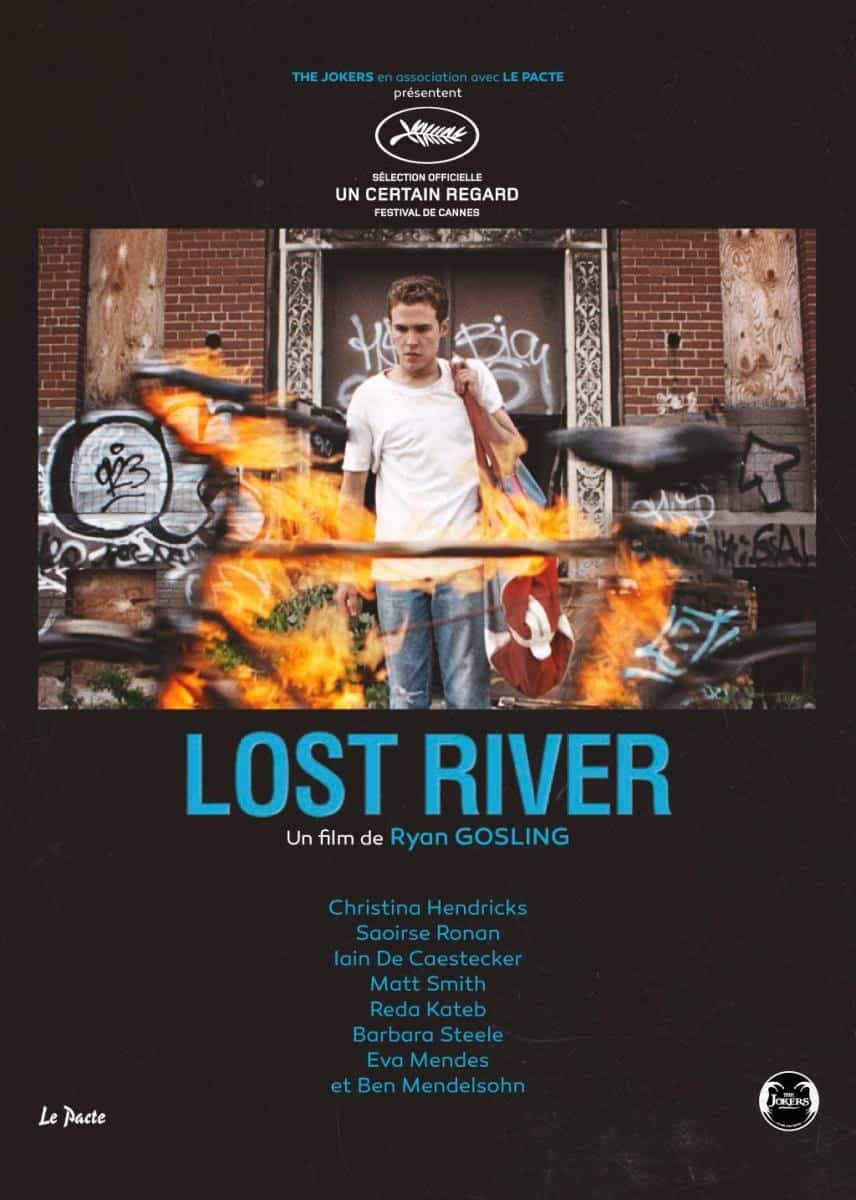 THE JOKERS en association avec LE PACTE
présentent
SÉLECTION OFFICIELLE
UN CERTAIN REGARD
FESTIVAL DE CANNES
LOST RIVER
Un film de Ryan GOSLING
Christina Hendricks
Saoirse Ronan
Iain De Caestecker
Matt Smith
Reda Kateb
Barbara Steele
Eva Mendes
et Ben Mendelsohn
Le Pacte
THE
JOKERS